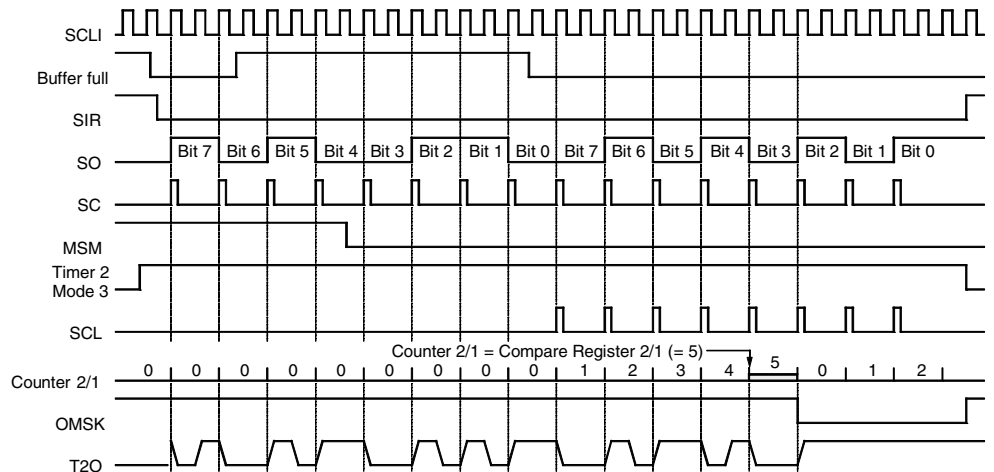 SCLI
Buffer full
SIR
SO Bit 7 Bit 6 Bit 5 Bit 4 Bit 3 Bit 2 Bit 1 Bit 0 Bit 7 Bit 6 Bit 5 Bit 4 Bit 3 Bit 2 Bit 1 Bit 0
SC
MSM
Timer 2
Mode 3
SCL
Counter 2/1 = Compare Register 2/1 (= 5)
Counter 2/1 0 0 0 0 0 0 0 0 0 1 2 3 4 5 0 1 2
OMSK
T2O